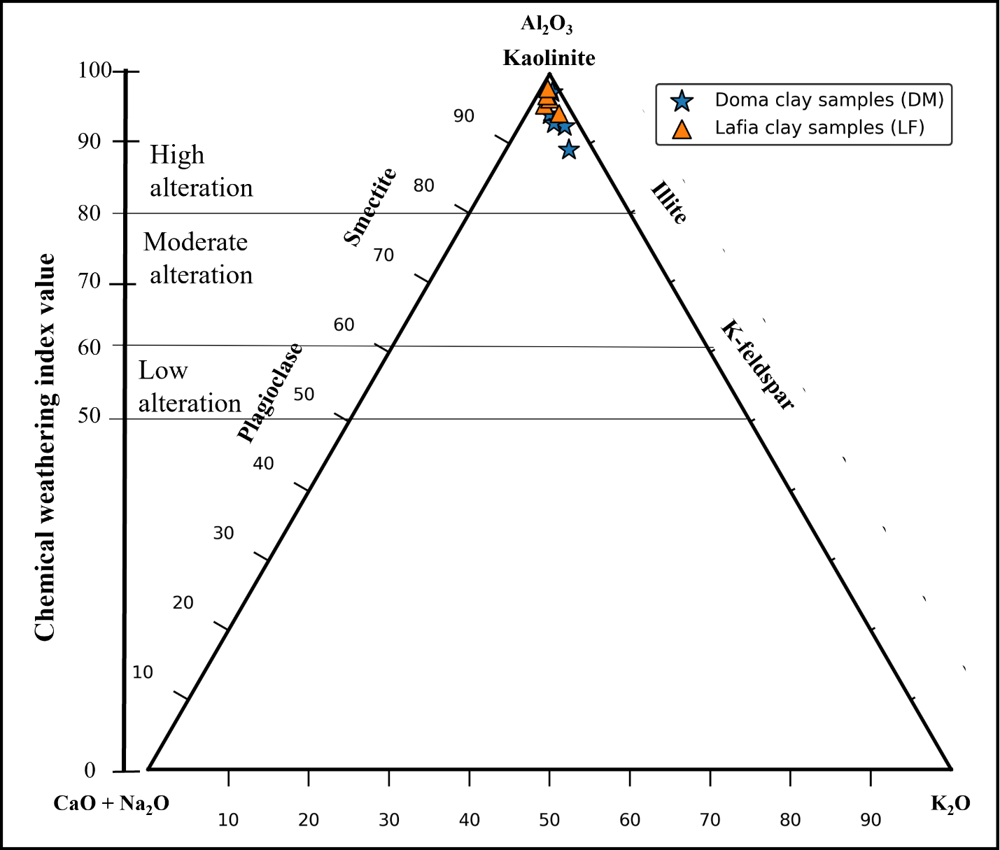 Al₂O₃
Kaolinite
100
90
80
70
60
50
0
Chemical weathering index value
High
alteration
Moderate
alteration
Low
alteration
Smectite
Plagioclase
90
80
70
60
50
40
30
20
10
Illite
K-feldspar
Doma clay samples (DM)
Lafia clay samples (LF)
CaO + Na₂O
K₂O
10 20 30 40 50 60 70 80 90